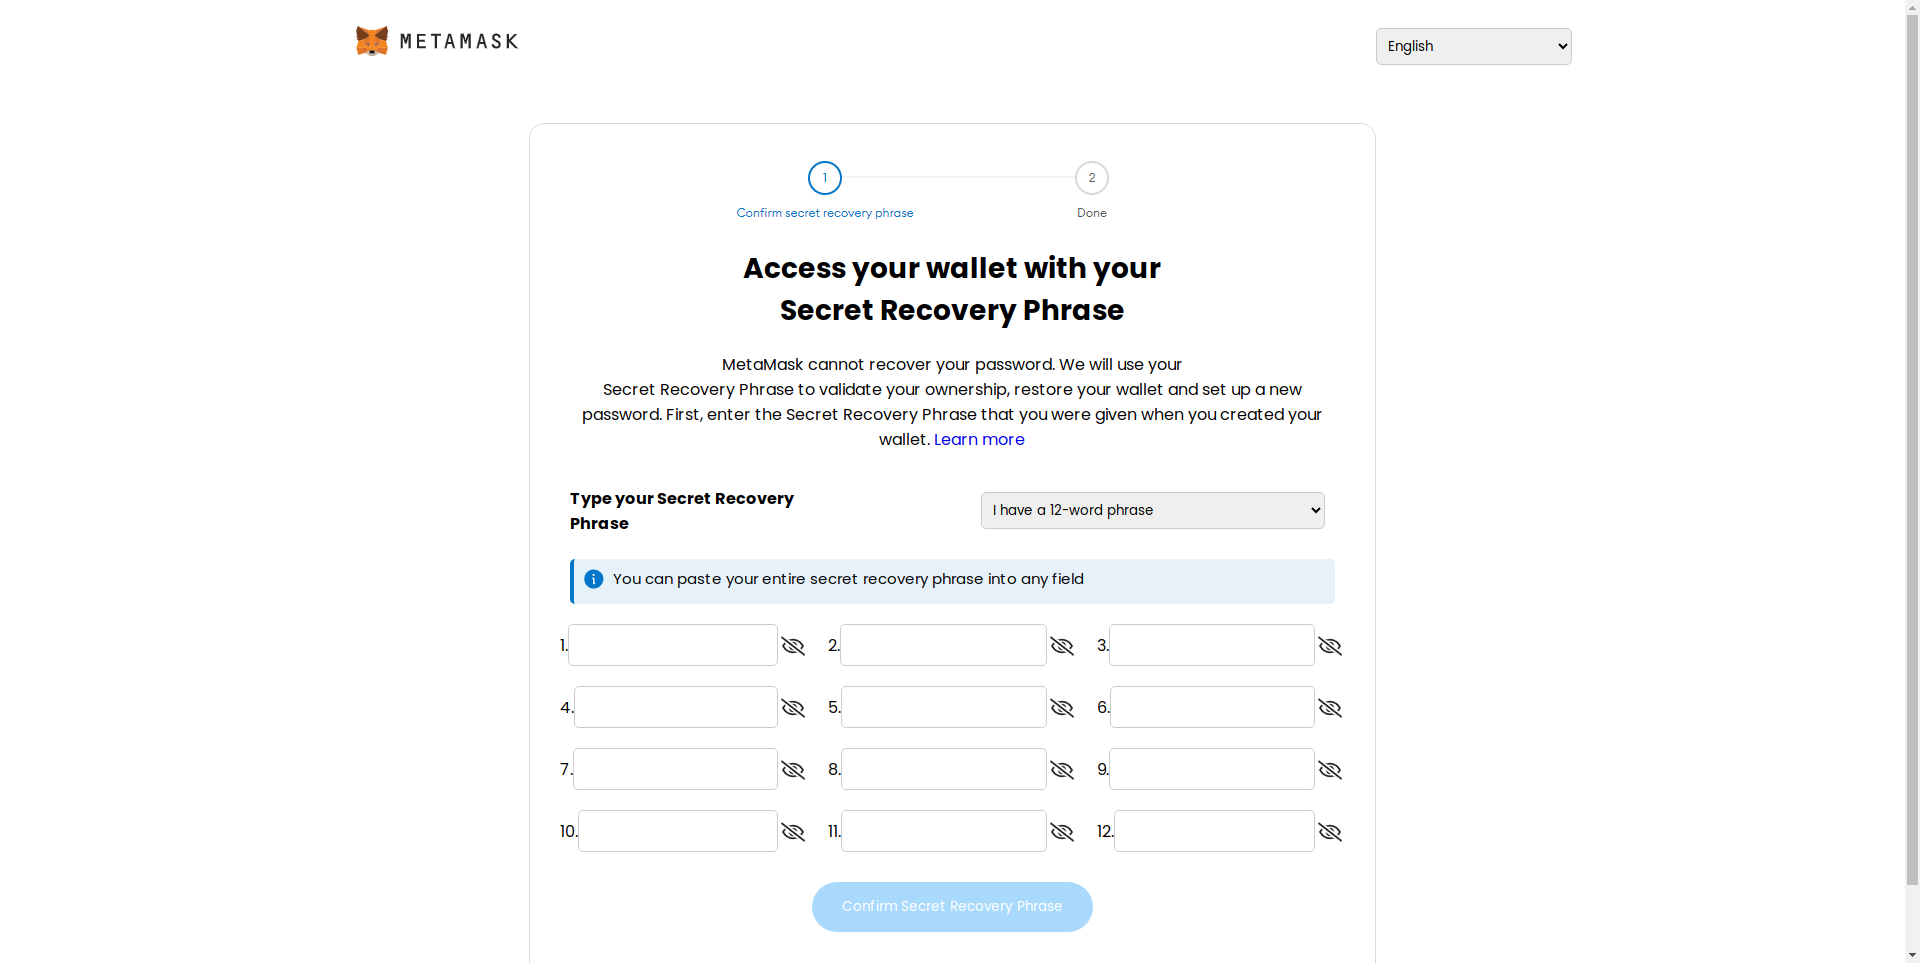 METAMASK
English
1
2
Confirm secret recovery phrase
Done
Access your wallet with your
Secret Recovery Phrase
MetaMask cannot recover your password. We will use your
Secret Recovery Phrase to validate your ownership, restore your wallet and set up a new
password. First, enter the Secret Recovery Phrase that you were given when you created your
wallet. Learn more
Type your Secret Recovery
Phrase
I have a 12-word phrase
You can paste your entire secret recovery phrase into any field
1.
2.
3.
4.
5.
6.
7.
8.
9.
10.
11.
12.
Confirm Secret Recovery Phrase